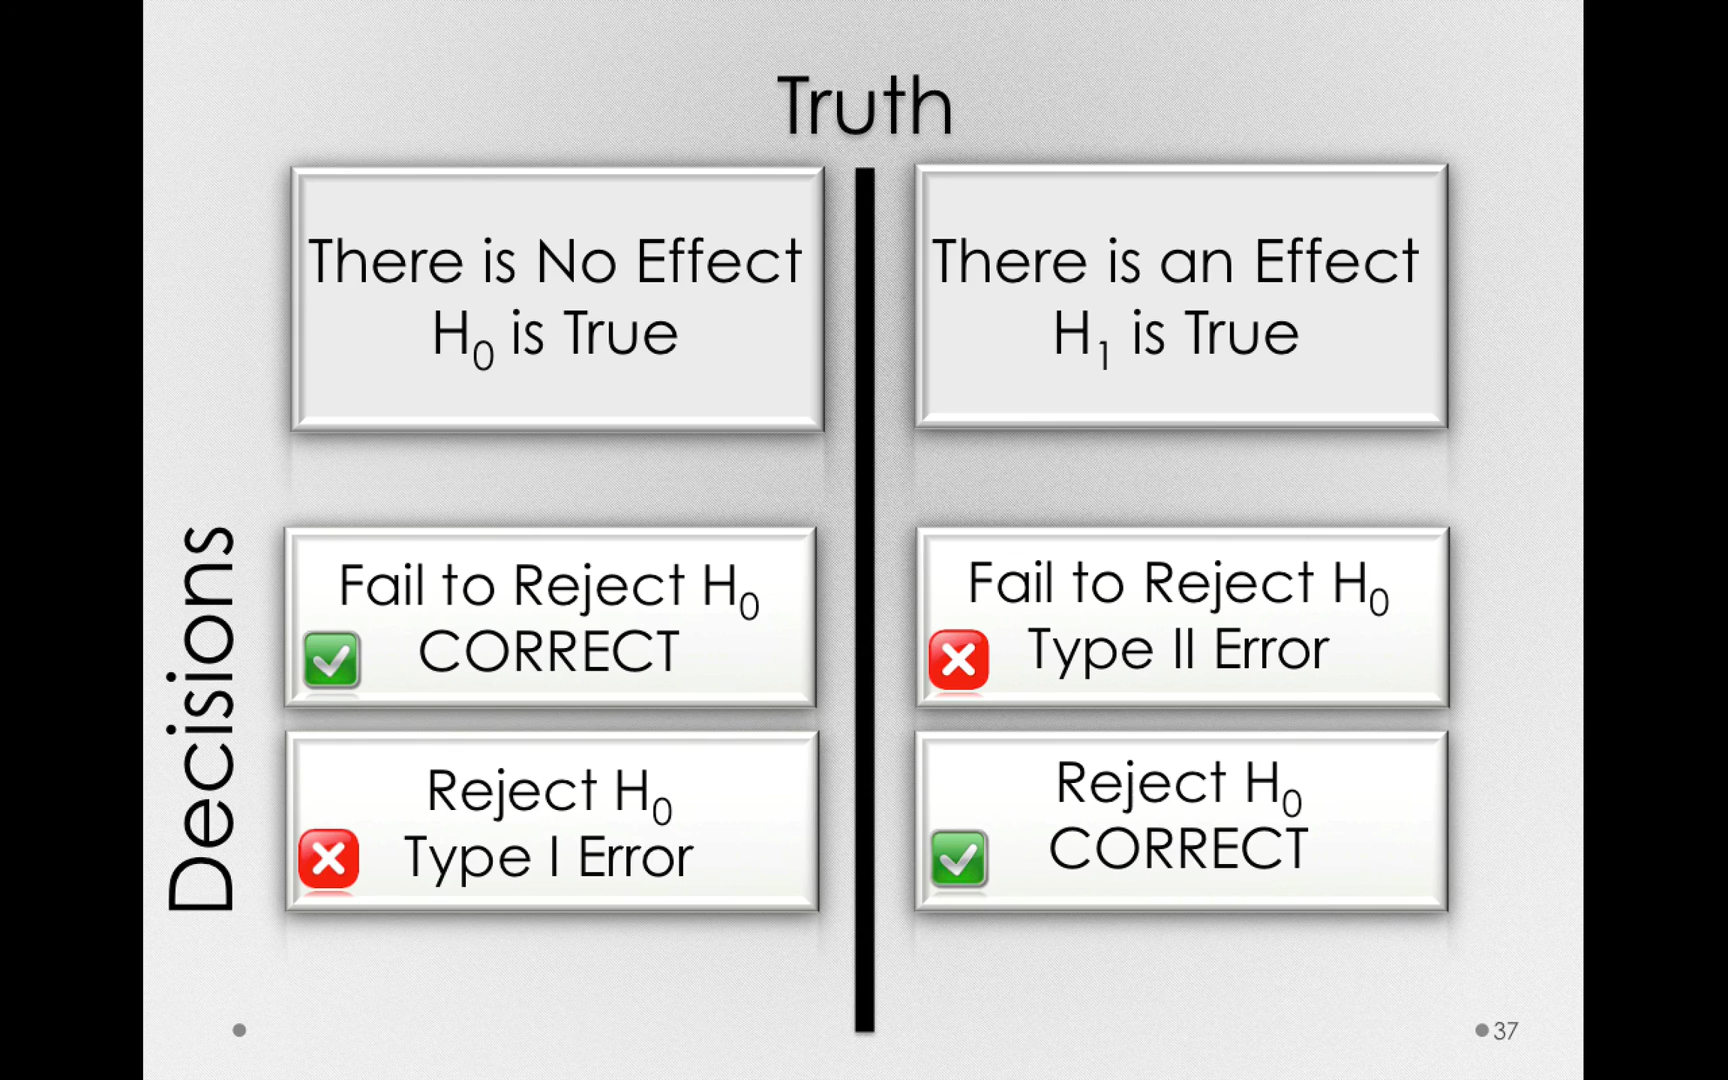 Truth
There is No Effect
H₀ is True
There is an Effect
H₁ is True
Decisions
Fail to Reject H₀
CORRECT
Fail to Reject H₀
Type II Error
Reject H₀
Type I Error
Reject H₀
CORRECT
37